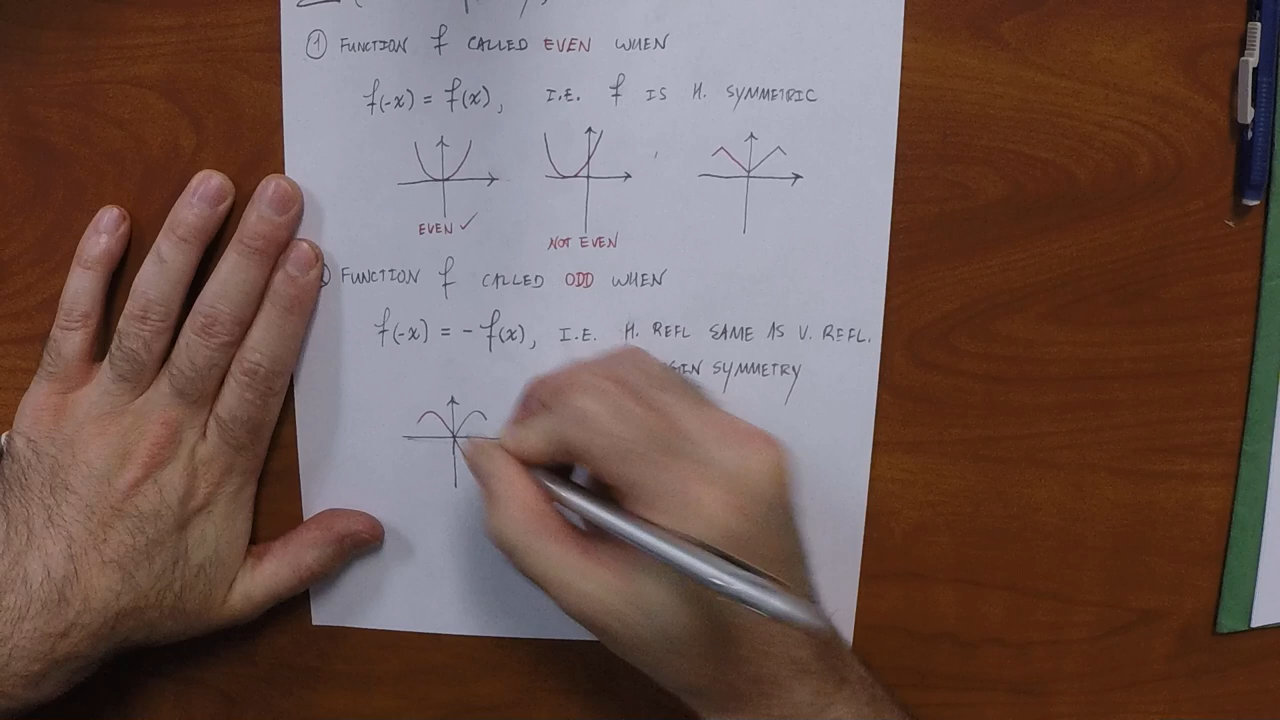 ① FUNCTION f CALLED EVEN WHEN
f(-x) = f(x), I.E. f IS H. SYMMETRIC
EVEN ✓
NOT EVEN
FUNCTION f CALLED ODD WHEN
f(-x) = - f(x), I.E. H. REFL SAME AS V. REFL.
SYMMETRY